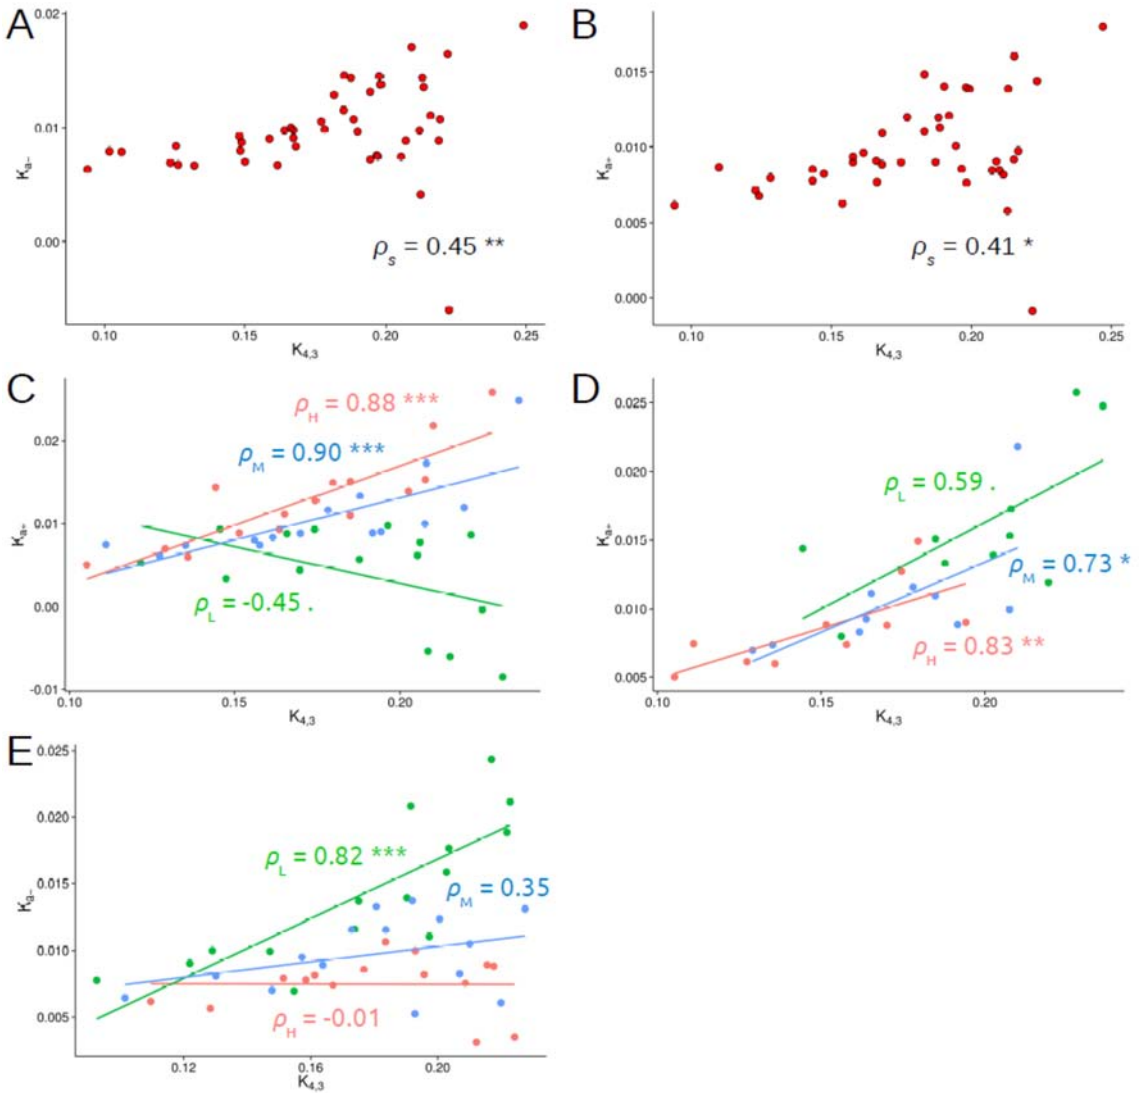 A
B
0.02
0.01
0.00
Ka-
ρs = 0.45 **
0.10 0.15 0.20 0.25
K4,3
0.015
0.010
0.005
0.000
Ka-
ρs = 0.41 *
0.10 0.15 0.20 0.25
K4,3
C
D
0.02
0.01
0.00
-0.01
Ka-
ρH = 0.88 ***
ρM = 0.90 ***
ρL = -0.45 .
0.10 0.15 0.20
K4,3
0.025
0.020
0.015
0.010
0.005
Ka-
ρL = 0.59 .
ρM = 0.73 *
ρH = 0.83 **
0.10 0.15 0.20
K4,3
E
0.025
0.020
0.015
0.010
0.005
Ka-
ρL = 0.82 ***
ρM = 0.35
ρH = -0.01
0.12 0.16 0.20
K4,3